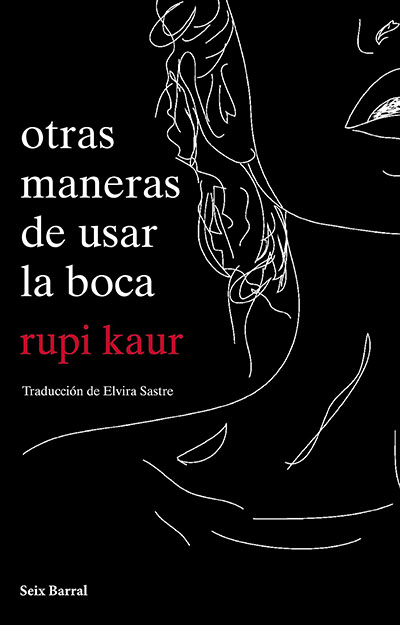 otras
maneras
de usar
la boca
rupi kaur
Traducción de Elvira Sastre
Seix Barral